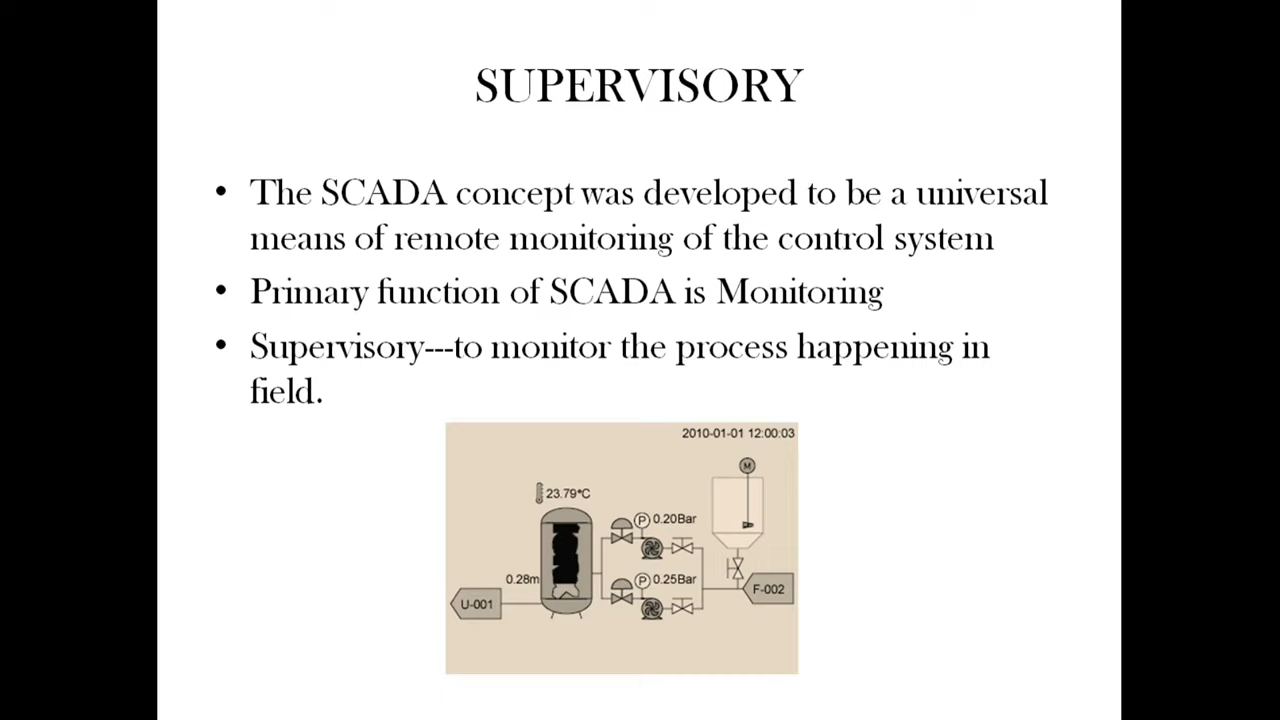 SUPERVISORY
• The SCADA concept was developed to be a universal
means of remote monitoring of the control system
• Primary function of SCADA is Monitoring
• Supervisory---to monitor the process happening in
field.
2010-01-01 12:00:03
M
23.79°C
P 0.20Bar
0.28m
P 0.25Bar
F-002
U-001